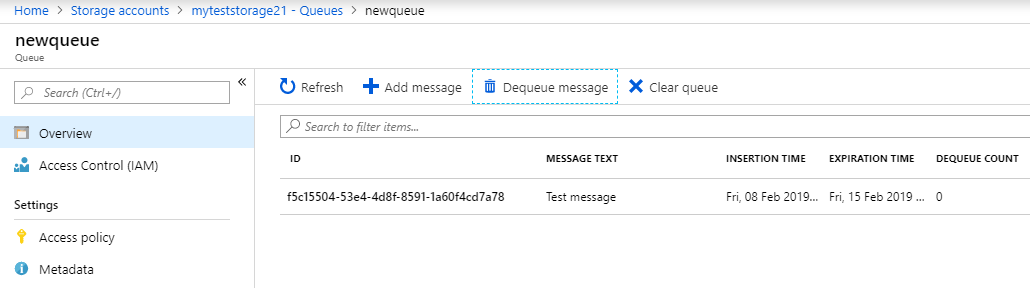 Home > Storage accounts > myteststorage21 - Queues > newqueue
newqueue
Queue
Search (Ctrl+/)
«
Overview
Access Control (IAM)
Settings
Access policy
Metadata
Refresh Add message Dequeue message Clear queue
Search to filter items...
ID MESSAGE TEXT INSERTION TIME EXPIRATION TIME DEQUEUE COUNT
f5c15504-53e4-4d8f-8591-1a60f4cd7a78 Test message Fri, 08 Feb 2019... Fri, 15 Feb 2019 ... 0